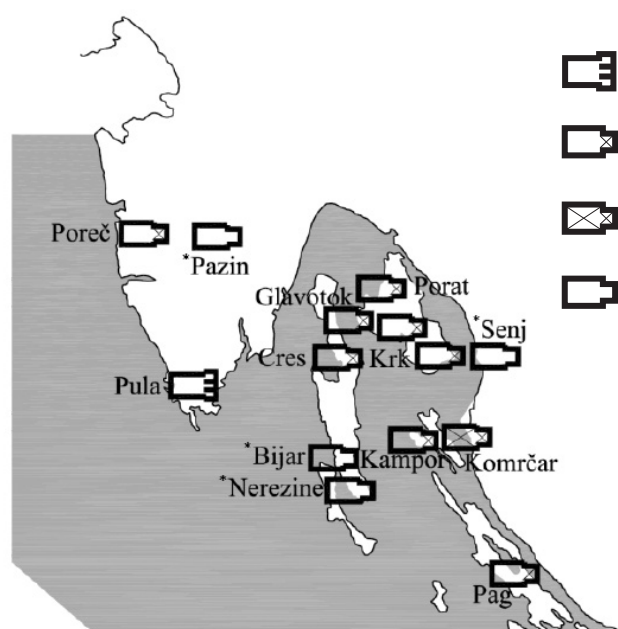 Poreč
*Pazin
Glavotok
Porat
*Senj
Cres
Krk
Pula
*Bijar
Kampor
Komrčar
*Nerezine
Pag